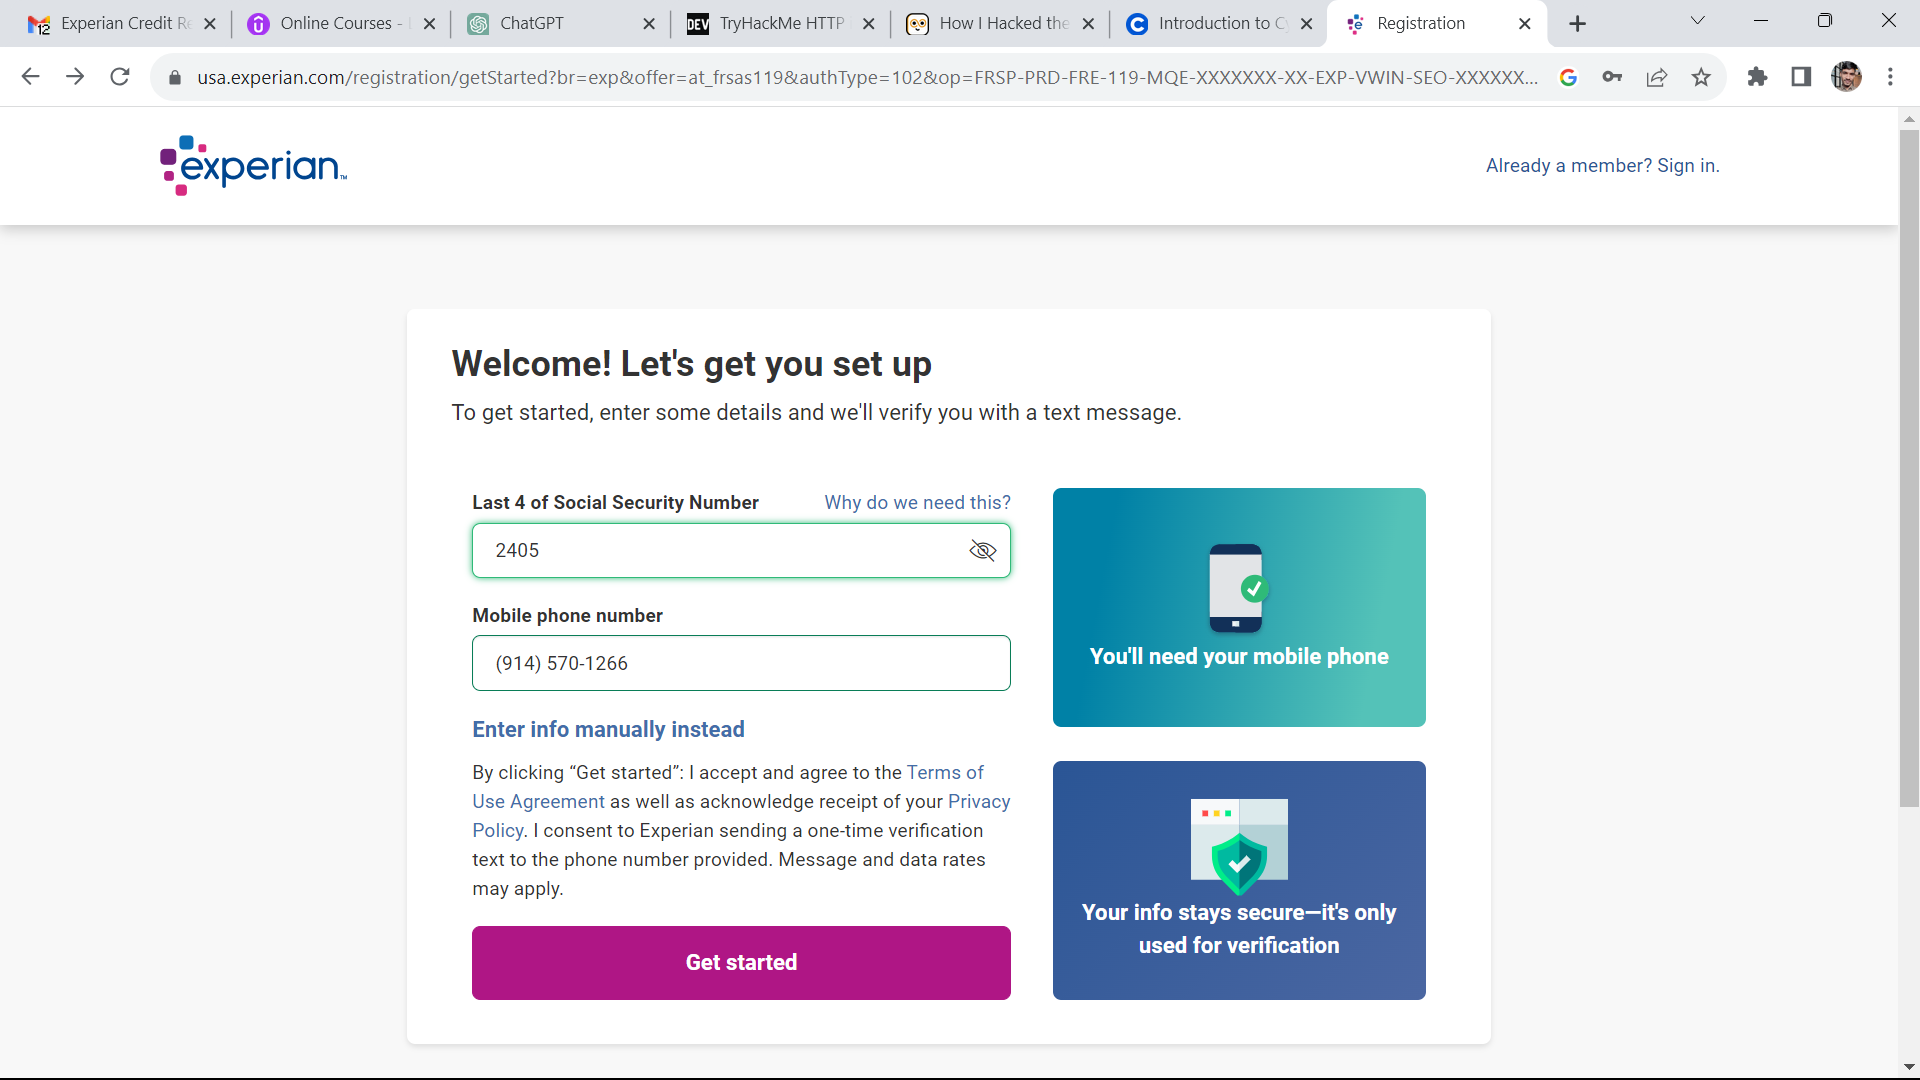 Experian Credit Re
Online Courses -
ChatGPT
TryHackMe HTTP
How I Hacked the
Introduction to Cy
Registration
usa.experian.com/registration/getStarted?br=exp&offer=at_frsas119&authType=102&op=FRSP-PRD-FRE-119-MQE-XXXXXXX-XX-EXP-VWIN-SEO-XXXXXX...
experian™
Already a member? Sign in.
Welcome! Let's get you set up
To get started, enter some details and we'll verify you with a text message.
Last 4 of Social Security Number
Why do we need this?
2405
Mobile phone number
(914) 570-1266
Enter info manually instead
By clicking “Get started”: I accept and agree to the Terms of
Use Agreement as well as acknowledge receipt of your Privacy
Policy. I consent to Experian sending a one-time verification
text to the phone number provided. Message and data rates
may apply.
Get started
You'll need your mobile phone
Your info stays secure—it's only
used for verification